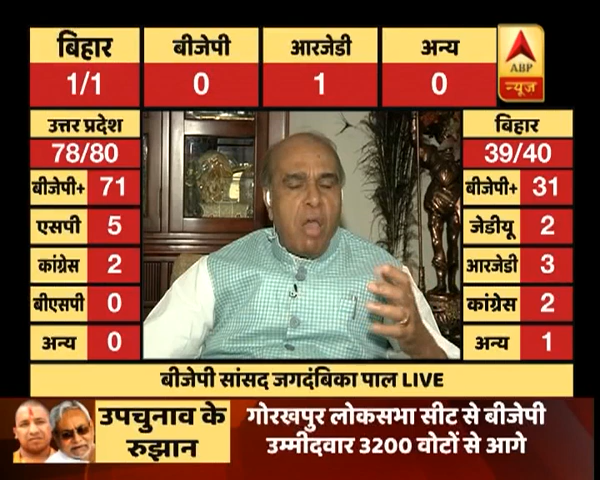 बिहार
1/1
बीजेपी
0
आरजेडी
1
अन्य
0
ABP
न्यूज़
उत्तर प्रदेश
78/80
बीजेपी+ 71
एसपी 5
कांग्रेस 2
बीएसपी 0
अन्य 0
बिहार
39/40
बीजेपी+ 31
जेडीयू 2
आरजेडी 3
कांग्रेस 2
अन्य 1
बीजेपी सांसद जगदंबिका पाल LIVE
उपचुनाव के
रुझान
गोरखपुर लोकसभा सीट से बीजेपी
उम्मीदवार 3200 वोटों से आगे